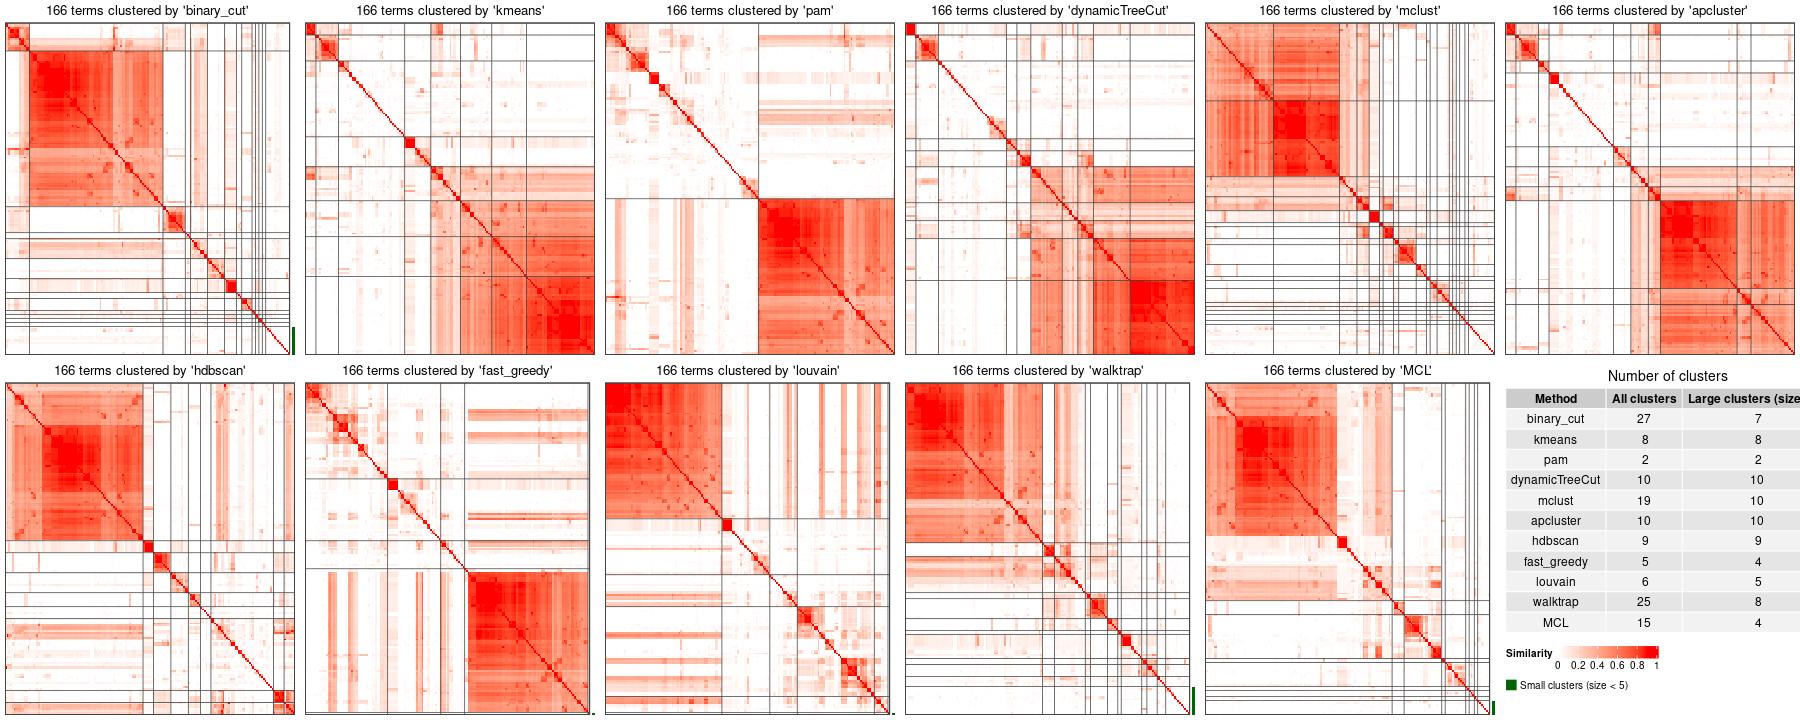 166 terms clustered by 'binary_cut'
166 terms clustered by 'kmeans'
166 terms clustered by 'pam'
166 terms clustered by 'dynamicTreeCut'
166 terms clustered by 'mclust'
166 terms clustered by 'apcluster'
166 terms clustered by 'hdbscan'
166 terms clustered by 'fast_greedy'
166 terms clustered by 'louvain'
166 terms clustered by 'walktrap'
166 terms clustered by 'MCL'
Number of clusters
Method All clusters Large clusters (size
binary_cut 27 7
kmeans 8 8
pam 2 2
dynamicTreeCut 10 10
mclust 19 10
apcluster 10 10
hdbscan 9 9
fast_greedy 5 4
louvain 6 5
walktrap 25 8
MCL 15 4
Similarity
0 0.2 0.4 0.6 0.8 1
Small clusters (size < 5)